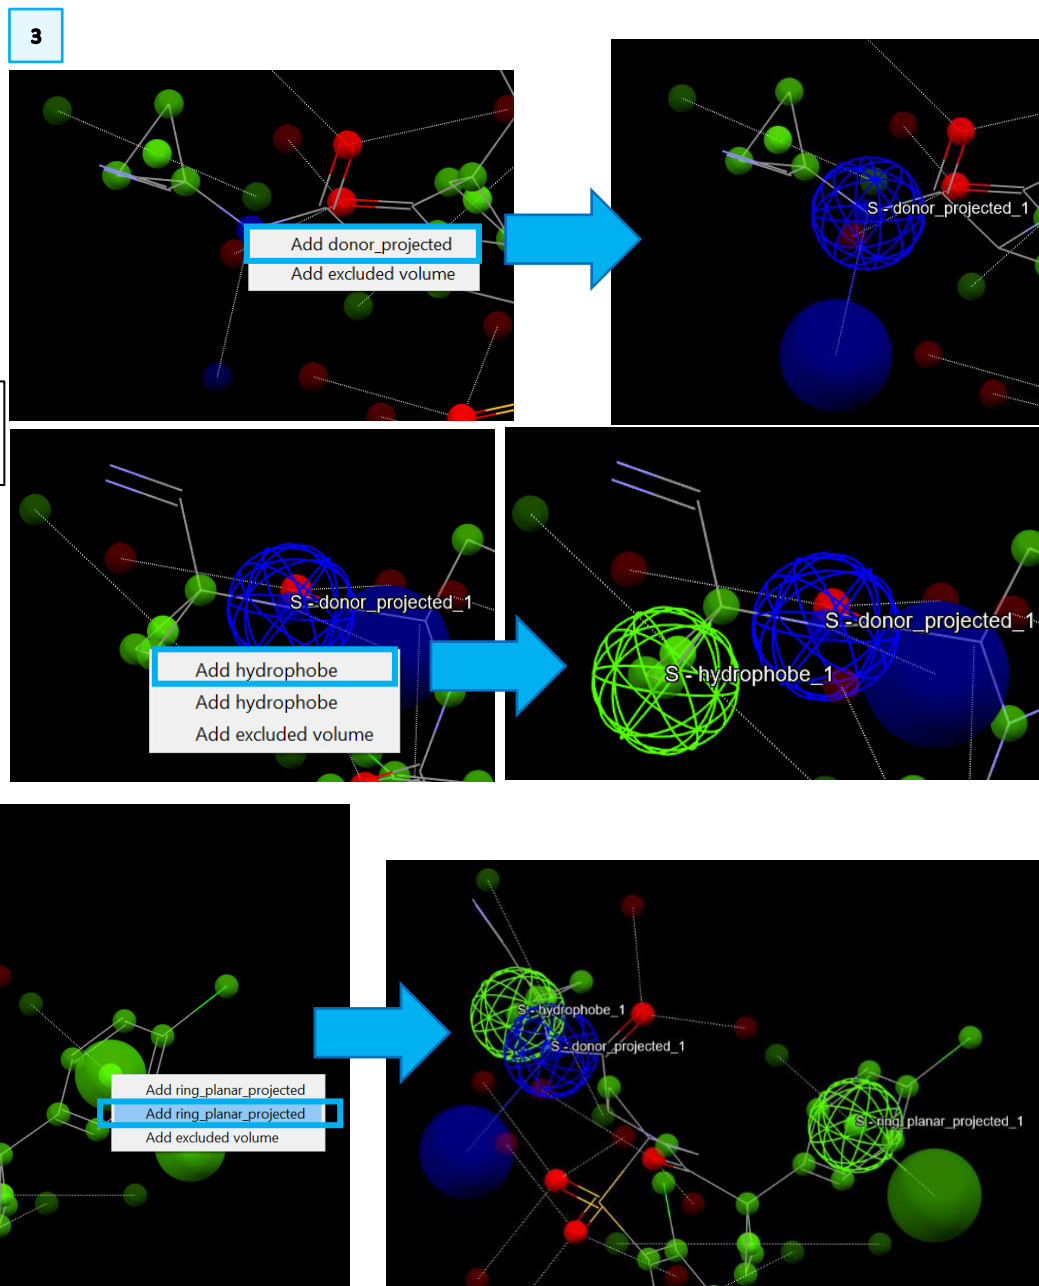 3
Add donor_projected
Add excluded volume
S - donor_projected_1
S - donor_projected_1
Add hydrophobe
Add hydrophobe
Add excluded volume
S - donor_projected_1
S - hydrophobe_1
Add ring_planar_projected
Add ring_planar_projected
Add excluded volume
S - hydrophobe_1
S - donor_projected_1
S - ring_planar_projected_1